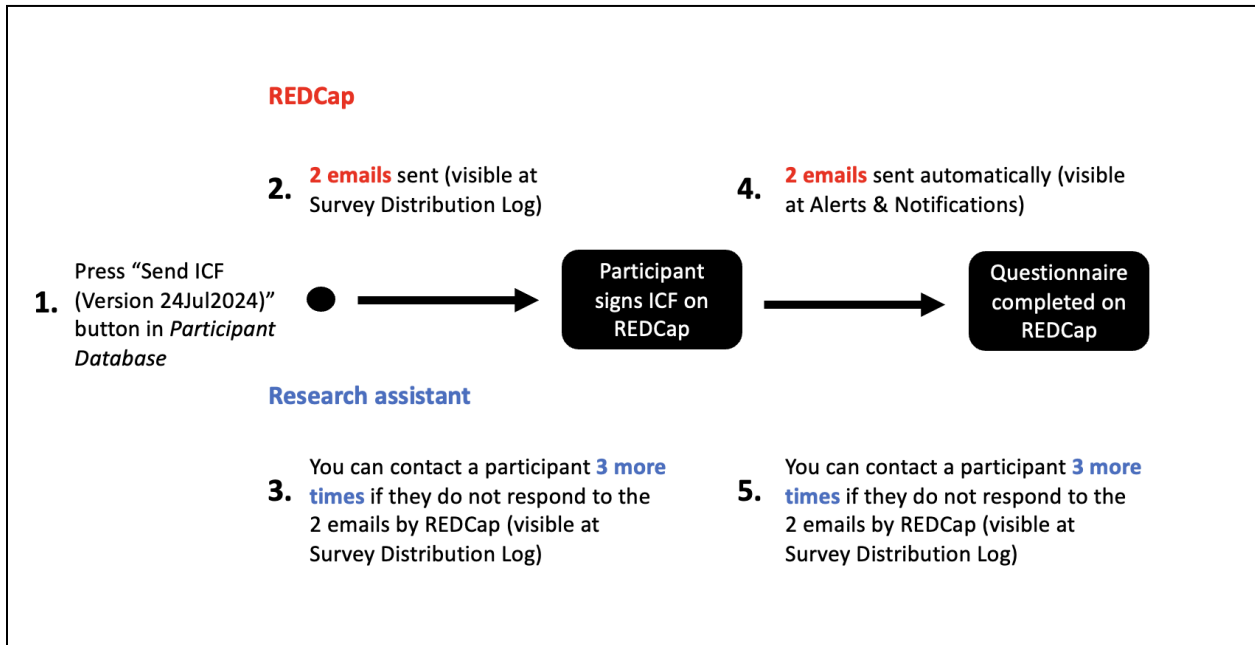 REDCap
2. 2 emails sent (visible at
Survey Distribution Log)
4. 2 emails sent automatically (visible
at Alerts & Notifications)
1. Press “Send ICF
(Version 24Jul2024)”
button in Participant
Database
Participant
signs ICF on
REDCap
Questionnaire
completed on
REDCap
Research assistant
3. You can contact a participant 3 more
times if they do not respond to the
2 emails by REDCap (visible at
Survey Distribution Log)
5. You can contact a participant 3 more
times if they do not respond to the
2 emails by REDCap (visible at
Survey Distribution Log)